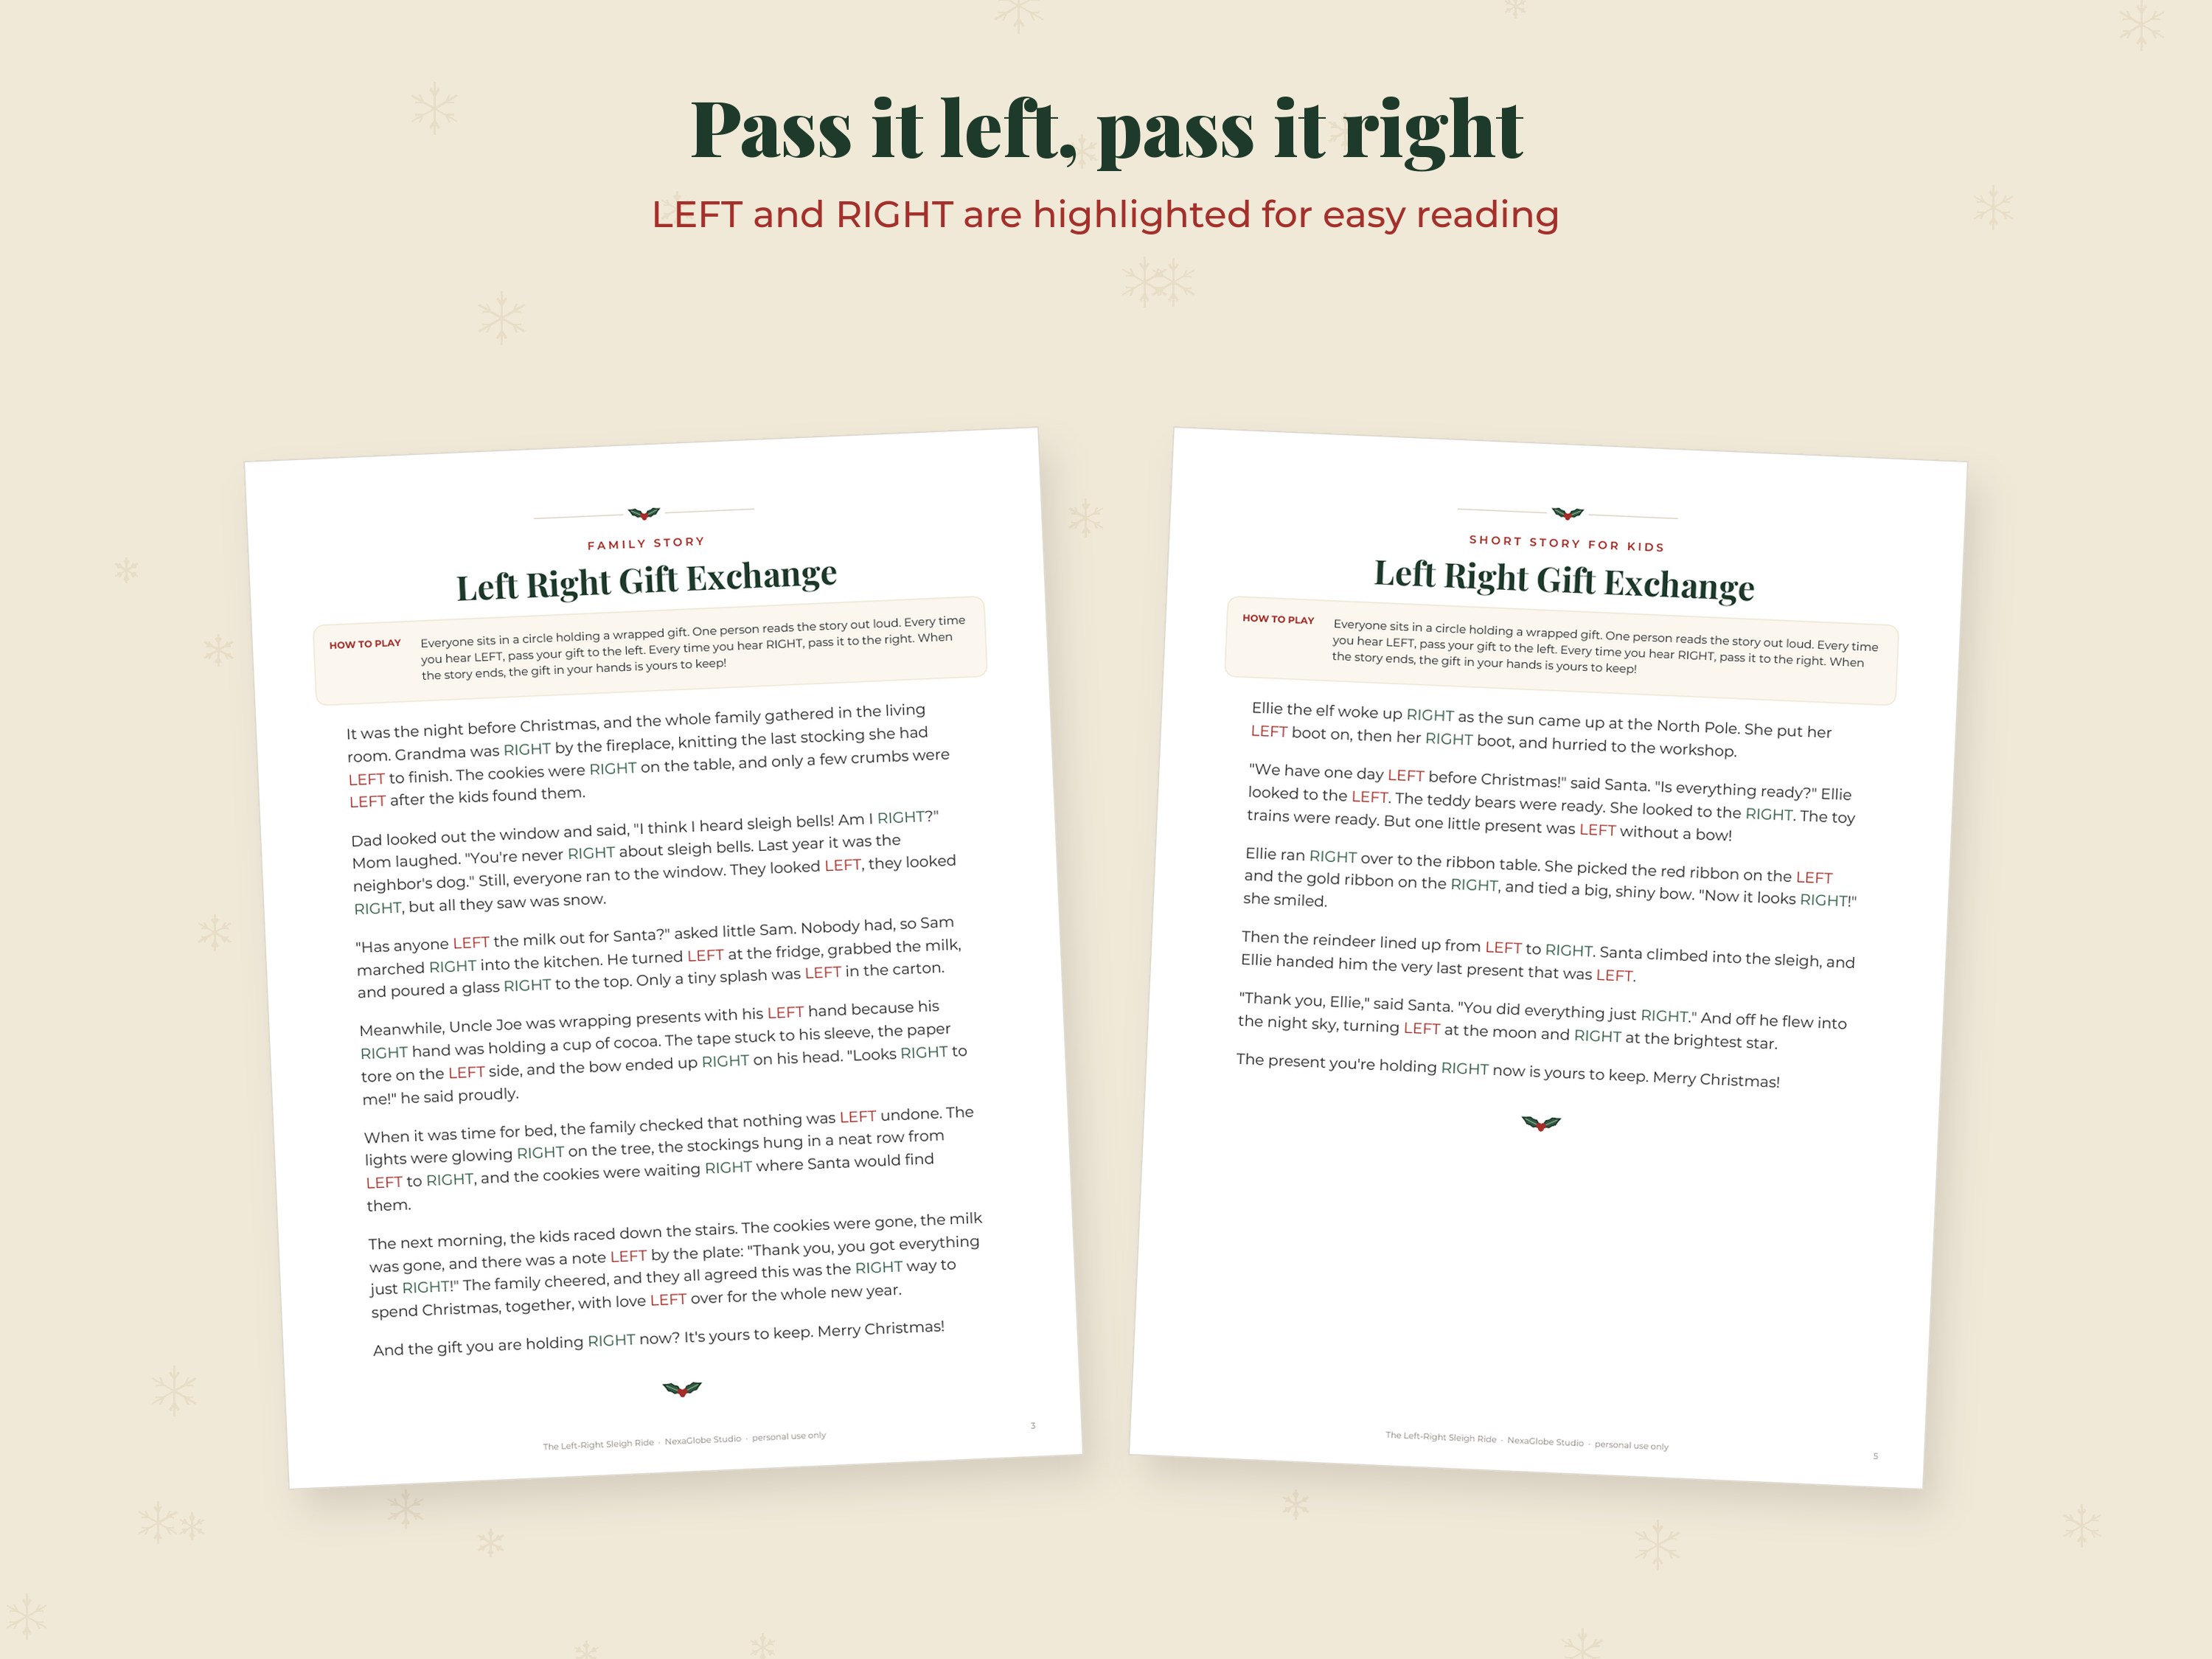 Pass it left, pass it right
LEFT and RIGHT are highlighted for easy reading
FAMILY STORY
Left Right Gift Exchange
HOW TO PLAY
Everyone sits in a circle holding a wrapped gift. One person reads the story out loud. Every time
you hear LEFT, pass your gift to the left. Every time you hear RIGHT, pass it to the right. When
the story ends, the gift in your hands is yours to keep!
It was the night before Christmas, and the whole family gathered in the living
room. Grandma was RIGHT by the fireplace, knitting the last stocking she had
LEFT to finish. The cookies were RIGHT on the table, and only a few crumbs were
LEFT after the kids found them.
Dad looked out the window and said, "I think I heard sleigh bells! Am I RIGHT?"
Mom laughed. "You're never RIGHT about sleigh bells. Last year it was the
neighbor's dog." Still, everyone ran to the window. They looked LEFT, they looked
RIGHT, but all they saw was snow.
"Has anyone LEFT the milk out for Santa?" asked little Sam. Nobody had, so Sam
marched RIGHT into the kitchen. He turned LEFT at the fridge, grabbed the milk,
and poured a glass RIGHT to the top. Only a tiny splash was LEFT in the carton.
Meanwhile, Uncle Joe was wrapping presents with his LEFT hand because his
RIGHT hand was holding a cup of cocoa. The tape stuck to his sleeve, the paper
tore on the LEFT side, and the bow ended up RIGHT on his head. "Looks RIGHT to
me!" he said proudly.
When it was time for bed, the family checked that nothing was LEFT undone. The
lights were glowing RIGHT on the tree, the stockings hung in a neat row from
LEFT to RIGHT, and the cookies were waiting RIGHT where Santa would find
them.
The next morning, the kids raced down the stairs. The cookies were gone, the milk
was gone, and there was a note LEFT by the plate: "Thank you, you got everything
just RIGHT!" The family cheered, and they all agreed this was the RIGHT way to
spend Christmas, together, with love LEFT over for the whole new year.
And the gift you are holding RIGHT now? It's yours to keep. Merry Christmas!
The Left-Right Sleigh Ride · NexaGlobe Studio · personal use only
3
SHORT STORY FOR KIDS
Left Right Gift Exchange
HOW TO PLAY
Everyone sits in a circle holding a wrapped gift. One person reads the story out loud. Every time
you hear LEFT, pass your gift to the left. Every time you hear RIGHT, pass it to the right. When
the story ends, the gift in your hands is yours to keep!
Ellie the elf woke up RIGHT as the sun came up at the North Pole. She put her
LEFT boot on, then her RIGHT boot, and hurried to the workshop.
"We have one day LEFT before Christmas!" said Santa. "Is everything ready?" Ellie
looked to the LEFT. The teddy bears were ready. She looked to the RIGHT. The toy
trains were ready. But one little present was LEFT without a bow!
Ellie ran RIGHT over to the ribbon table. She picked the red ribbon on the LEFT
and the gold ribbon on the RIGHT, and tied a big, shiny bow. "Now it looks RIGHT!"
she smiled.
Then the reindeer lined up from LEFT to RIGHT. Santa climbed into the sleigh, and
Ellie handed him the very last present that was LEFT.
"Thank you, Ellie," said Santa. "You did everything just RIGHT." And off he flew into
the night sky, turning LEFT at the moon and RIGHT at the brightest star.
The present you're holding RIGHT now is yours to keep. Merry Christmas!
The Left-Right Sleigh Ride · NexaGlobe Studio · personal use only
5